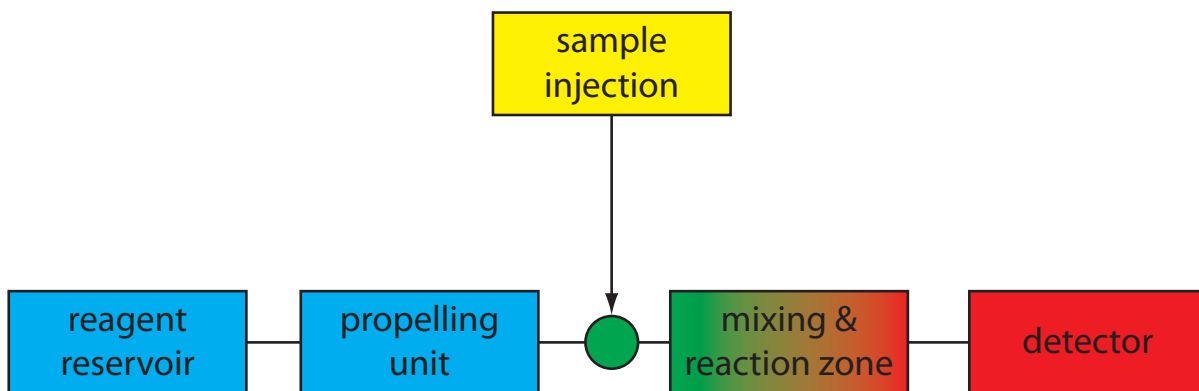 sample
injection
reagent
reservoir
propelling
unit
mixing &
reaction zone
detector